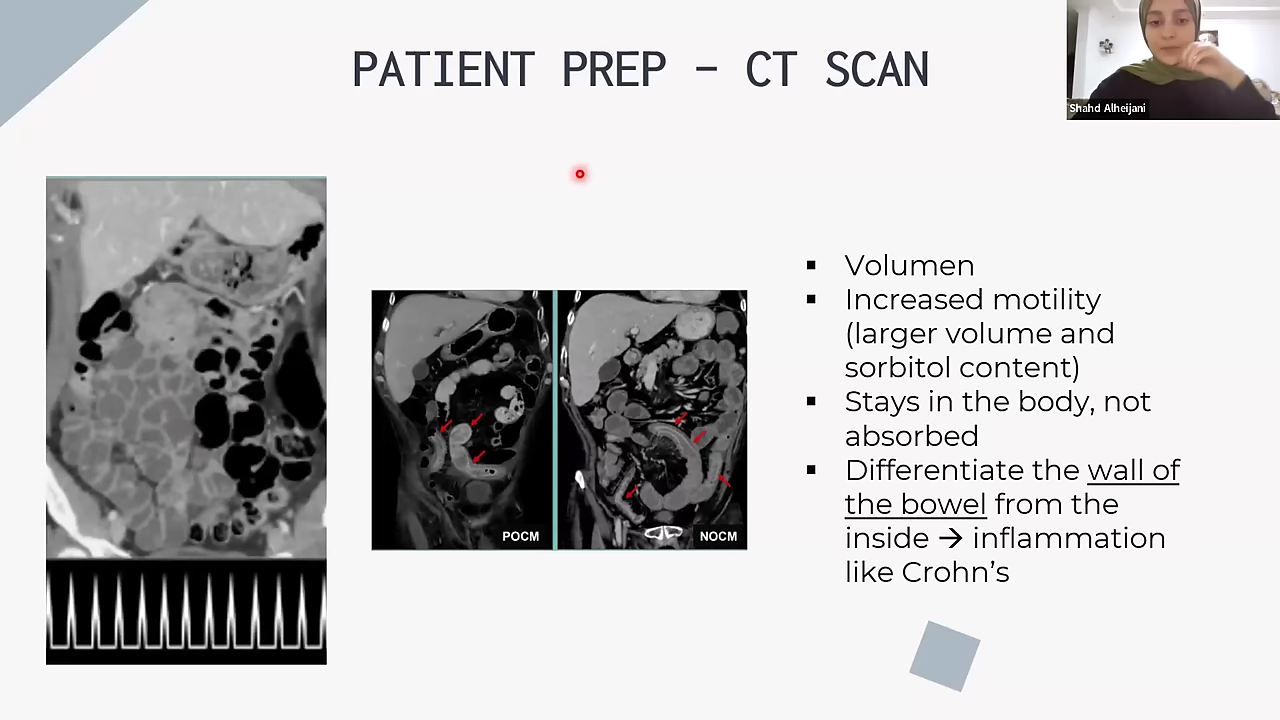 PATIENT PREP - CT SCAN
Shahd Alheijani
▪ Volumen
▪ Increased motility
(larger volume and
sorbitol content)
▪ Stays in the body, not
absorbed
▪ Differentiate the wall of
the bowel from the
inside → inflammation
like Crohn's
POCM
NOCM